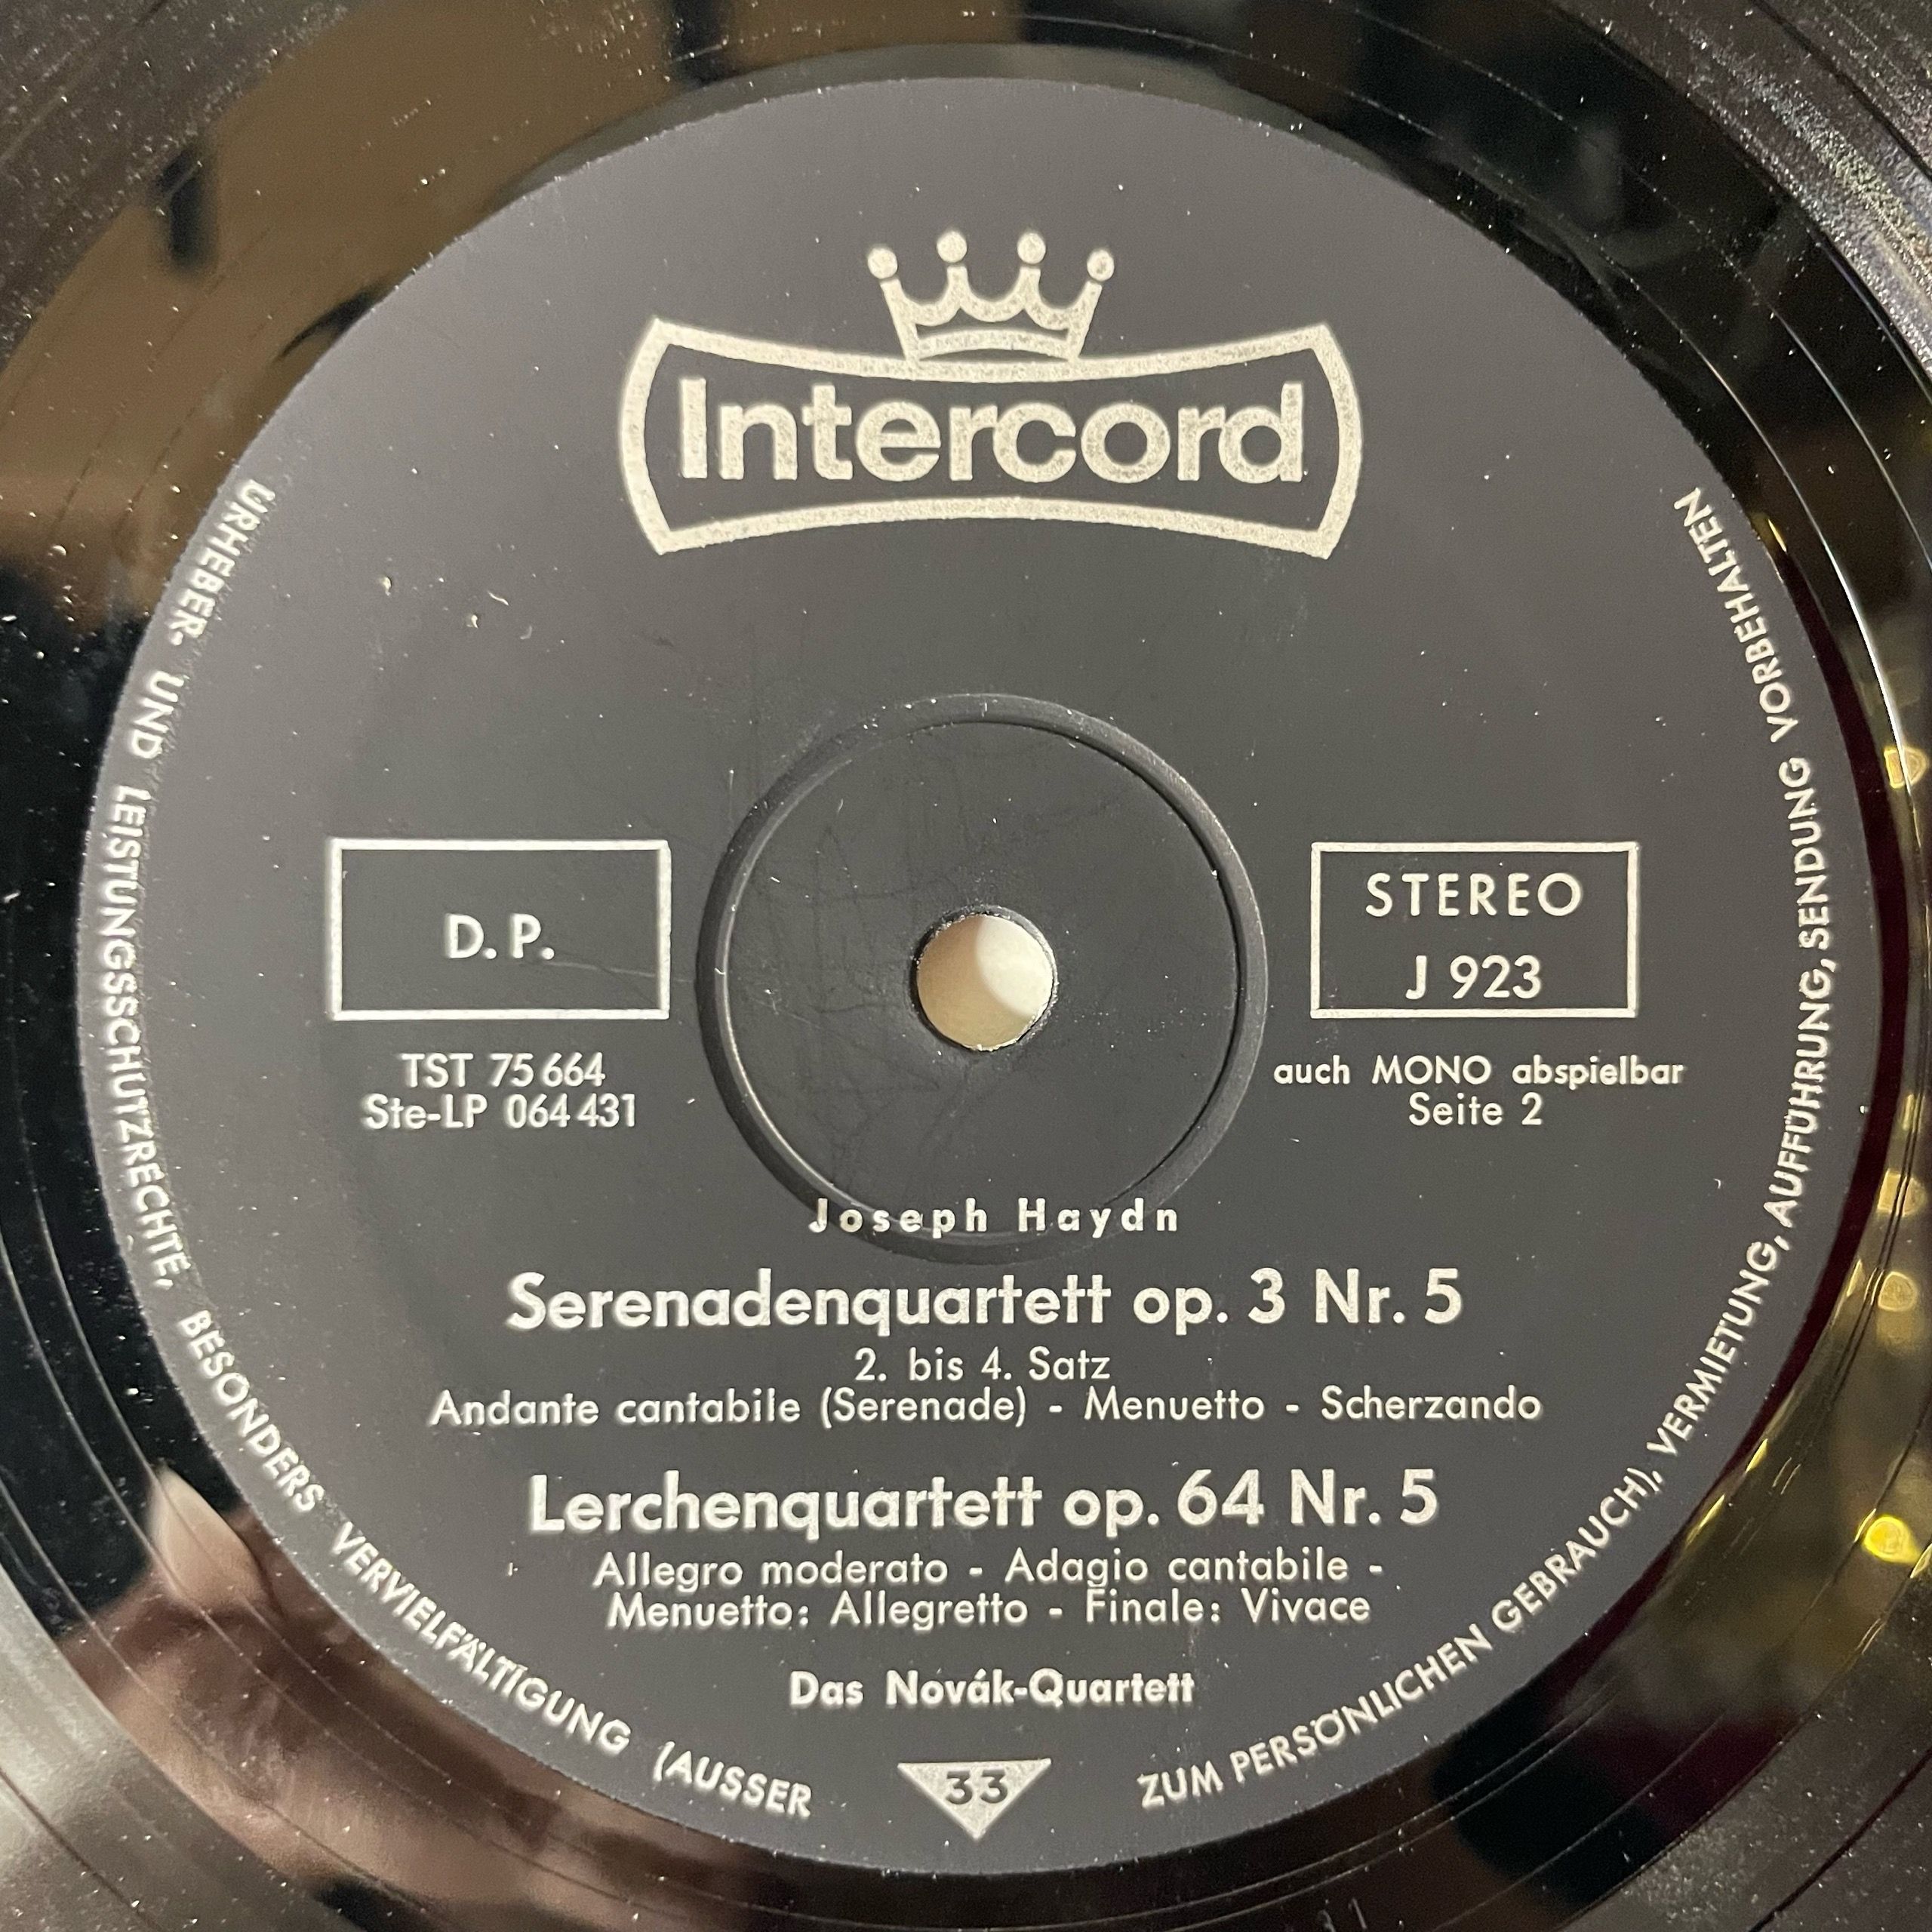 Intercord
D. P.
TST 75 664
Ste-LP 064 431
STEREO
J 923
auch MONO abspielbar
Seite 2
Joseph Haydn
Serenadenquartett op. 3 Nr. 5
2. bis 4. Satz
Andante cantabile (Serenade) - Menuetto - Scherzando
Lerchenquartett op. 64 Nr. 5
Allegro moderato - Adagio cantabile -
Menuetto: Allegretto - Finale: Vivace
Das Novák-Quartett
33
URHEBER- UND LEISTUNGSSCHUTZRECHTE, BESONDERS VERVIELFÄLTIGUNG (AUSSER ZUM PERSÖNLICHEN GEBRAUCH), VERMIETUNG, AUFFÜHRUNG, SENDUNG VORBEHALTEN